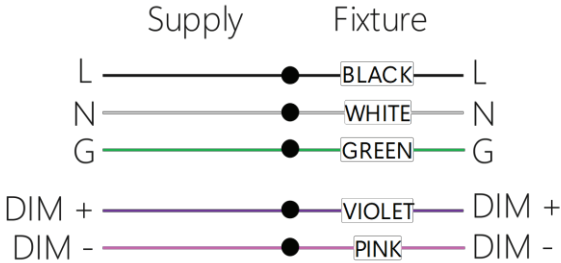 Supply Fixture
L BLACK L
N WHITE N
G GREEN G
DIM + VIOLET DIM +
DIM - PINK DIM -